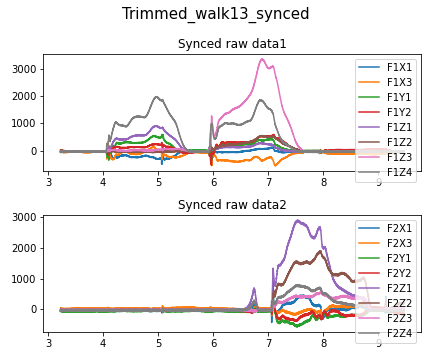 Trimmed_walk13_synced
Synced raw data1
3000
2000
1000
0
3 4 5 6 7 8 9
F1X1
F1X3
F1Y1
F1Y2
F1Z1
F1Z2
F1Z3
F1Z4
Synced raw data2
3000
2000
1000
0
3 4 5 6 7 8 9
F2X1
F2X3
F2Y1
F2Y2
F2Z1
F2Z2
F2Z3
F2Z4